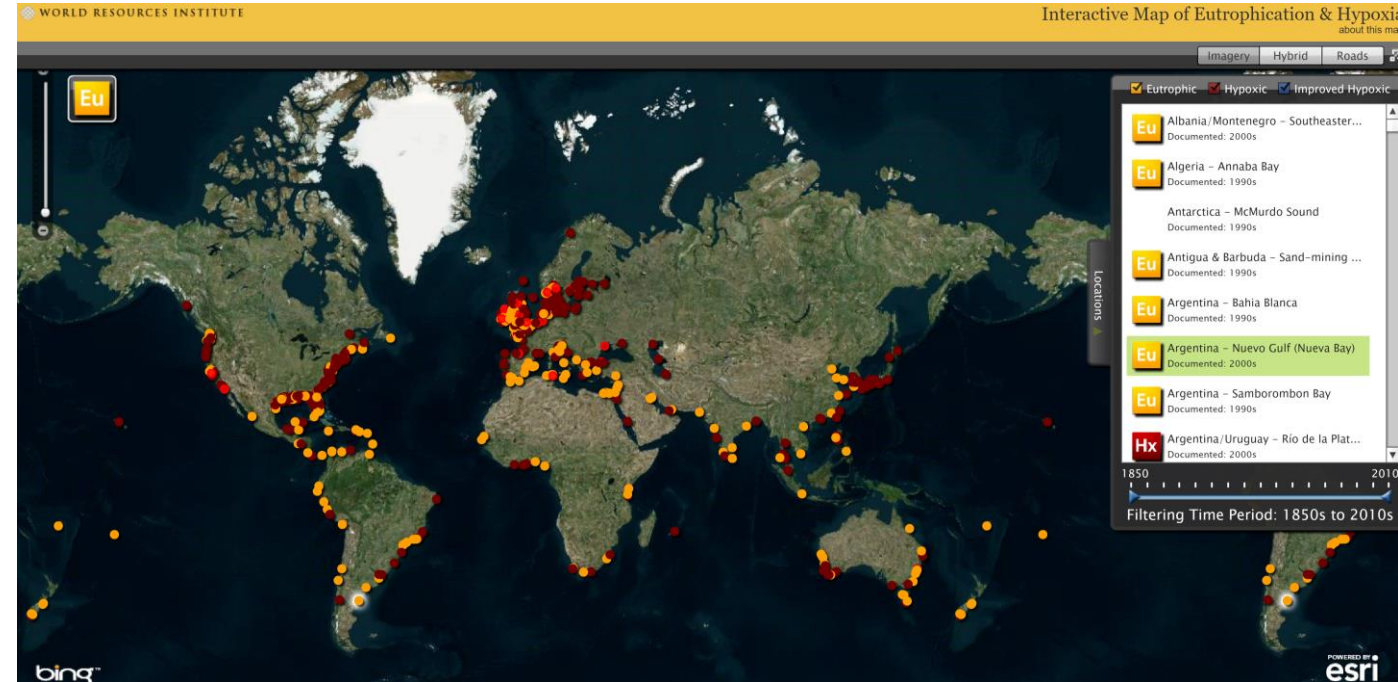 WORLD RESOURCES INSTITUTE
Interactive Map of Eutrophication & Hypoxia
about this ma
Imagery Hybrid Roads
Eu
Eutrophic Hypoxic Improved Hypoxic
Eu Albania/Montenegro - Southeaster...
Documented: 2000s
Eu Algeria - Annaba Bay
Documented: 1990s
Antarctica - McMurdo Sound
Documented: 1990s
Eu Antigua & Barbuda - Sand-mining ...
Documented: 1990s
Eu Argentina - Bahia Blanca
Documented: 1990s
Eu Argentina - Nuevo Gulf (Nueva Bay)
Documented: 2000s
Eu Argentina - Samborombon Bay
Documented: 1990s
Hx Argentina/Uruguay - Río de la Plat...
Documented: 2000s
Locations
1850 2010
Filtering Time Period: 1850s to 2010s
bing™
POWERED BY
esri